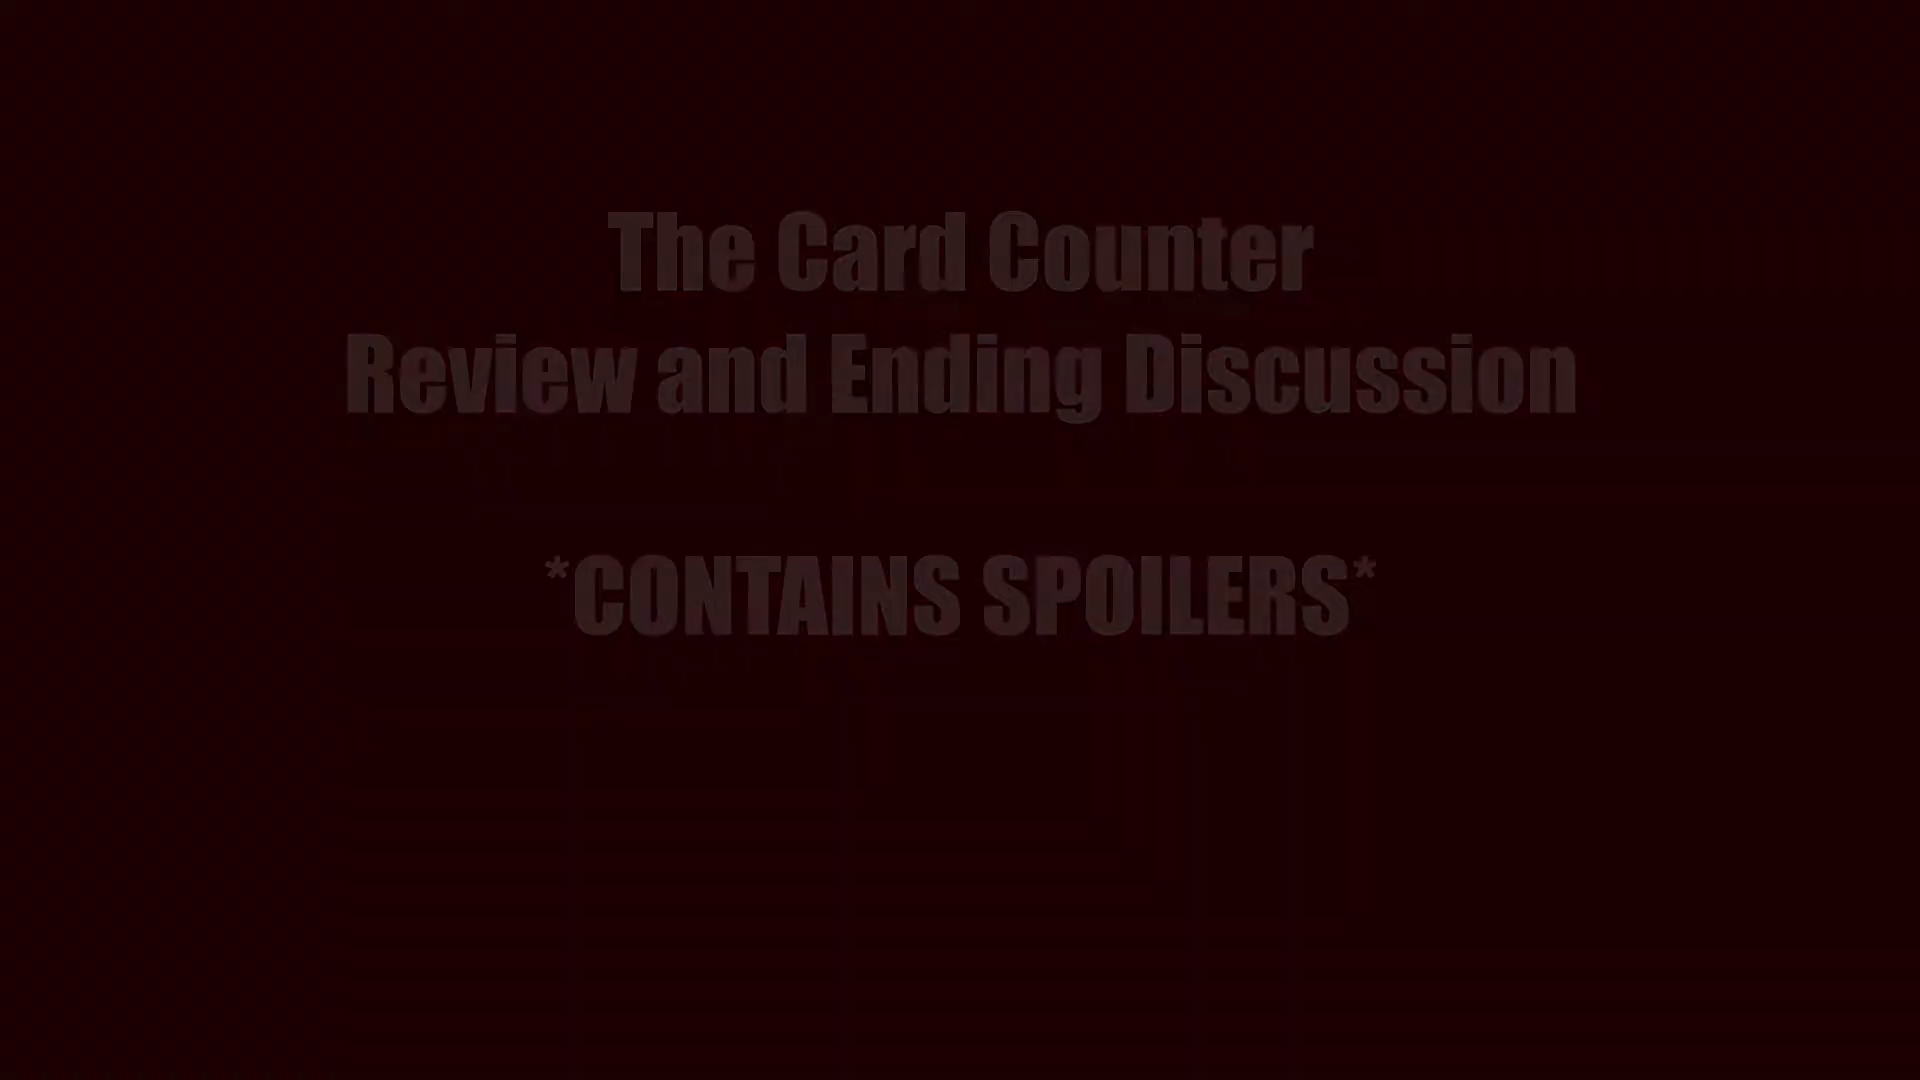 The Card Counter
Review and Ending Discussion
*CONTAINS SPOILERS*